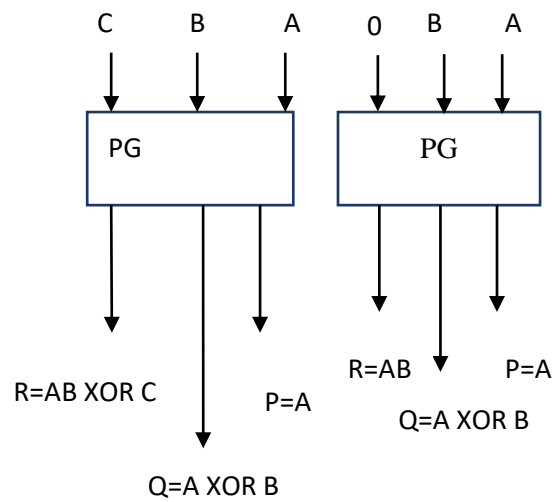 C B A 0 B A
PG PG
R=AB XOR C P=A R=AB P=A
Q=A XOR B
Q=A XOR B